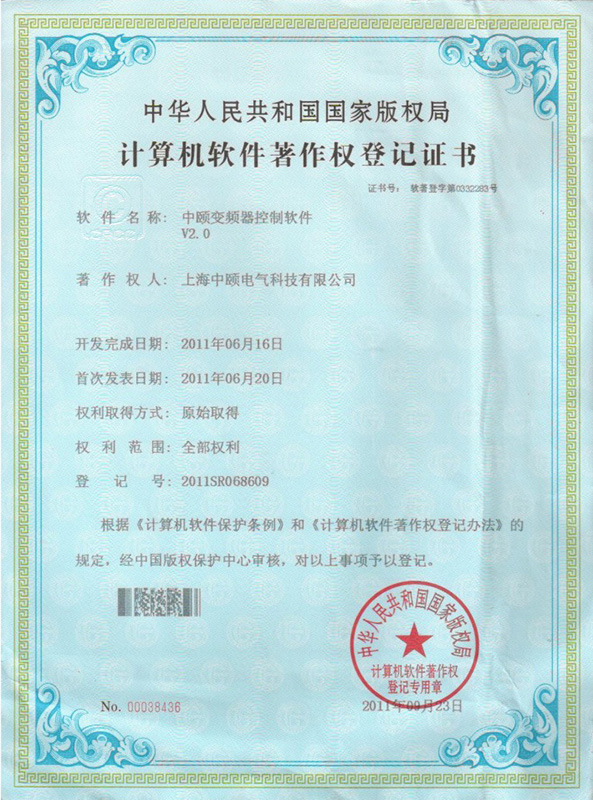 中华人民共和国国家版权局
计算机软件著作权登记证书
证书号： 软著登字第0332283号
软件名称： 中颐变频器控制软件
V2.0
著作权人： 上海中颐电气科技有限公司
开发完成日期： 2011年06月16日
首次发表日期： 2011年06月20日
权利取得方式： 原始取得
权利范围： 全部权利
登记号： 2011SR068609
根据《计算机软件保护条例》和《计算机软件著作权登记办法》的
规定，经中国版权保护中心审核，对以上事项予以登记。
中华人民共和国国家版权局
计算机软件著作权
登记专用章
No. 00038436
2011年09月23日